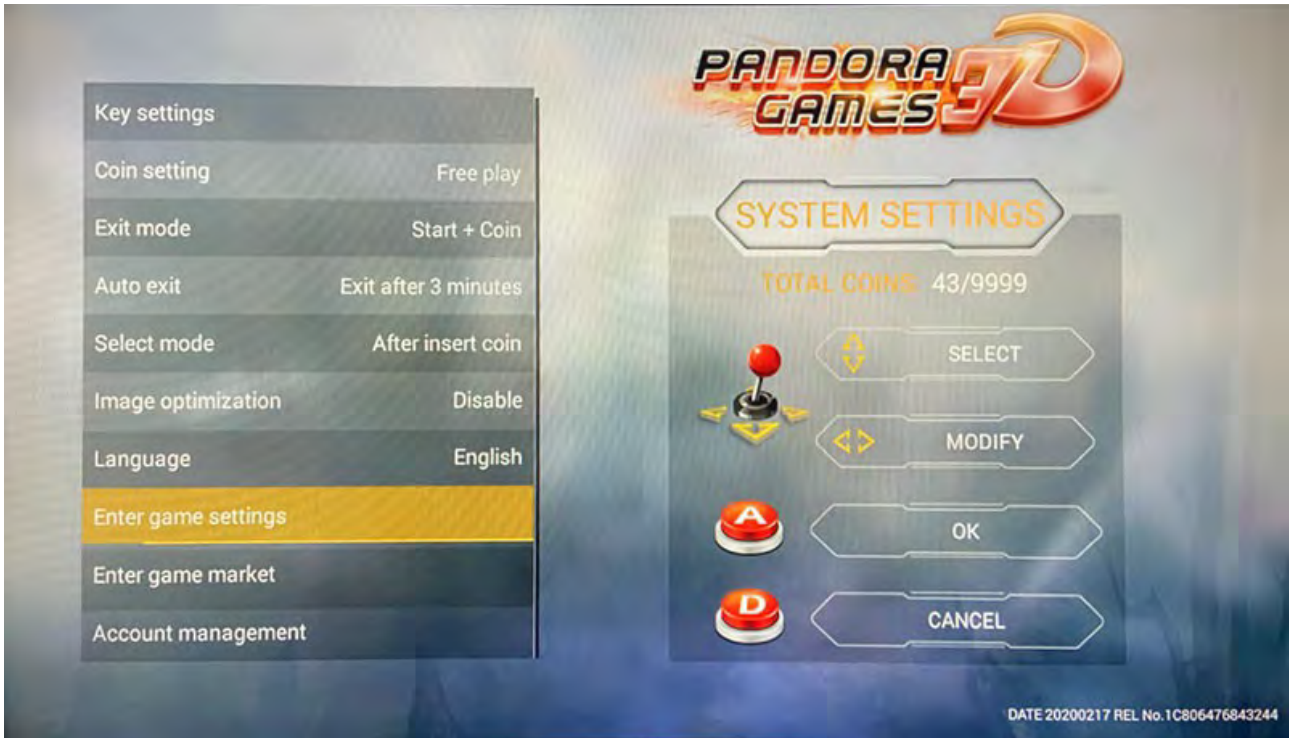 Key settings
Coin setting Free play
Exit mode Start + Coin
Auto exit Exit after 3 minutes
Select mode After insert coin
Image optimization Disable
Language English
Enter game settings
Enter game market
Account management
PANDORA
GAMES 3D
SYSTEM SETTINGS
TOTAL COINS: 43/9999
SELECT
MODIFY
A OK
D CANCEL
DATE 20200217 REL No.1C806476843244